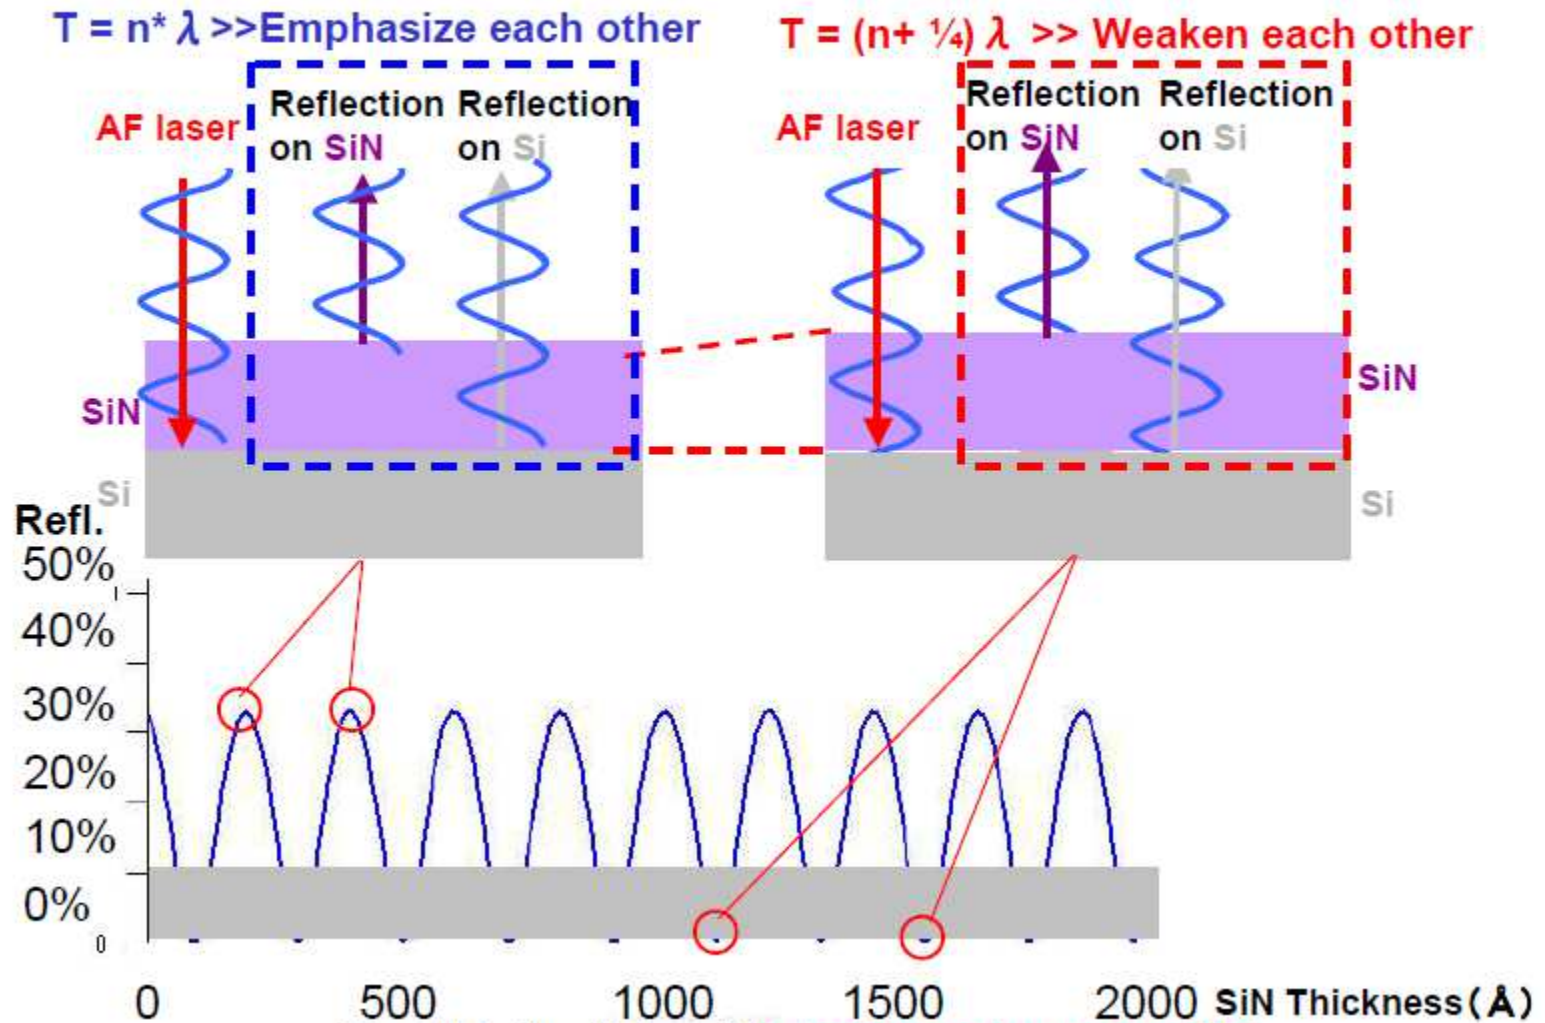 T = n* λ >>Emphasize each other
T = (n+ ¼) λ >> Weaken each other
AF laser
Reflection
on SiN
Reflection
on Si
AF laser
Reflection
on SiN
Reflection
on Si
SiN
Si
SiN
Si
Refl.
50%
40%
30%
20%
10%
0%
0
0
500
1000
1500
2000
SiN Thickness(Å)